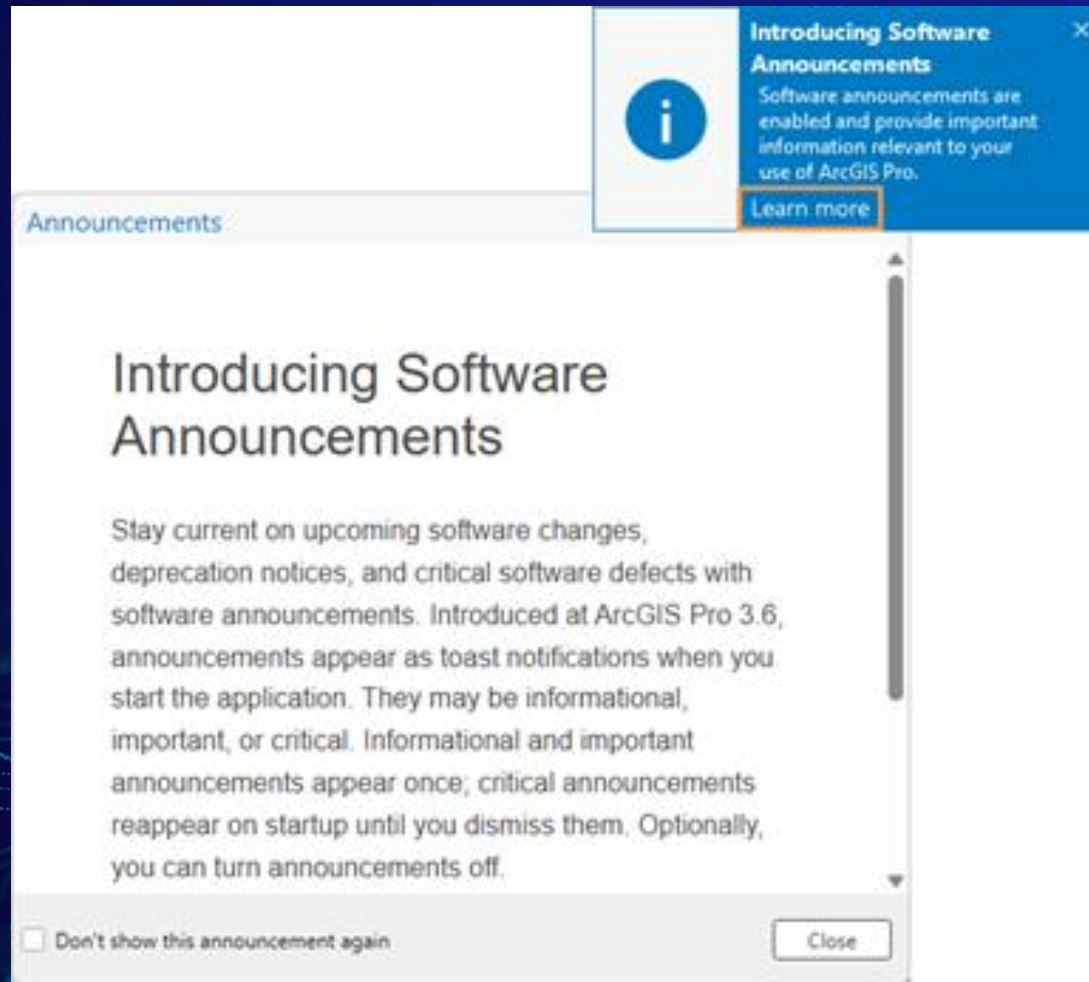 Introducing Software
Announcements
Software announcements are
enabled and provide important
information relevant to your
use of ArcGIS Pro.
Learn more
Announcements
Introducing Software
Announcements
Stay current on upcoming software changes,
deprecation notices, and critical software defects with
software announcements. Introduced at ArcGIS Pro 3.6,
announcements appear as toast notifications when you
start the application. They may be informational,
important, or critical. Informational and important
announcements appear once; critical announcements
reappear on startup until you dismiss them. Optionally,
you can turn announcements off.
Don't show this announcement again
Close